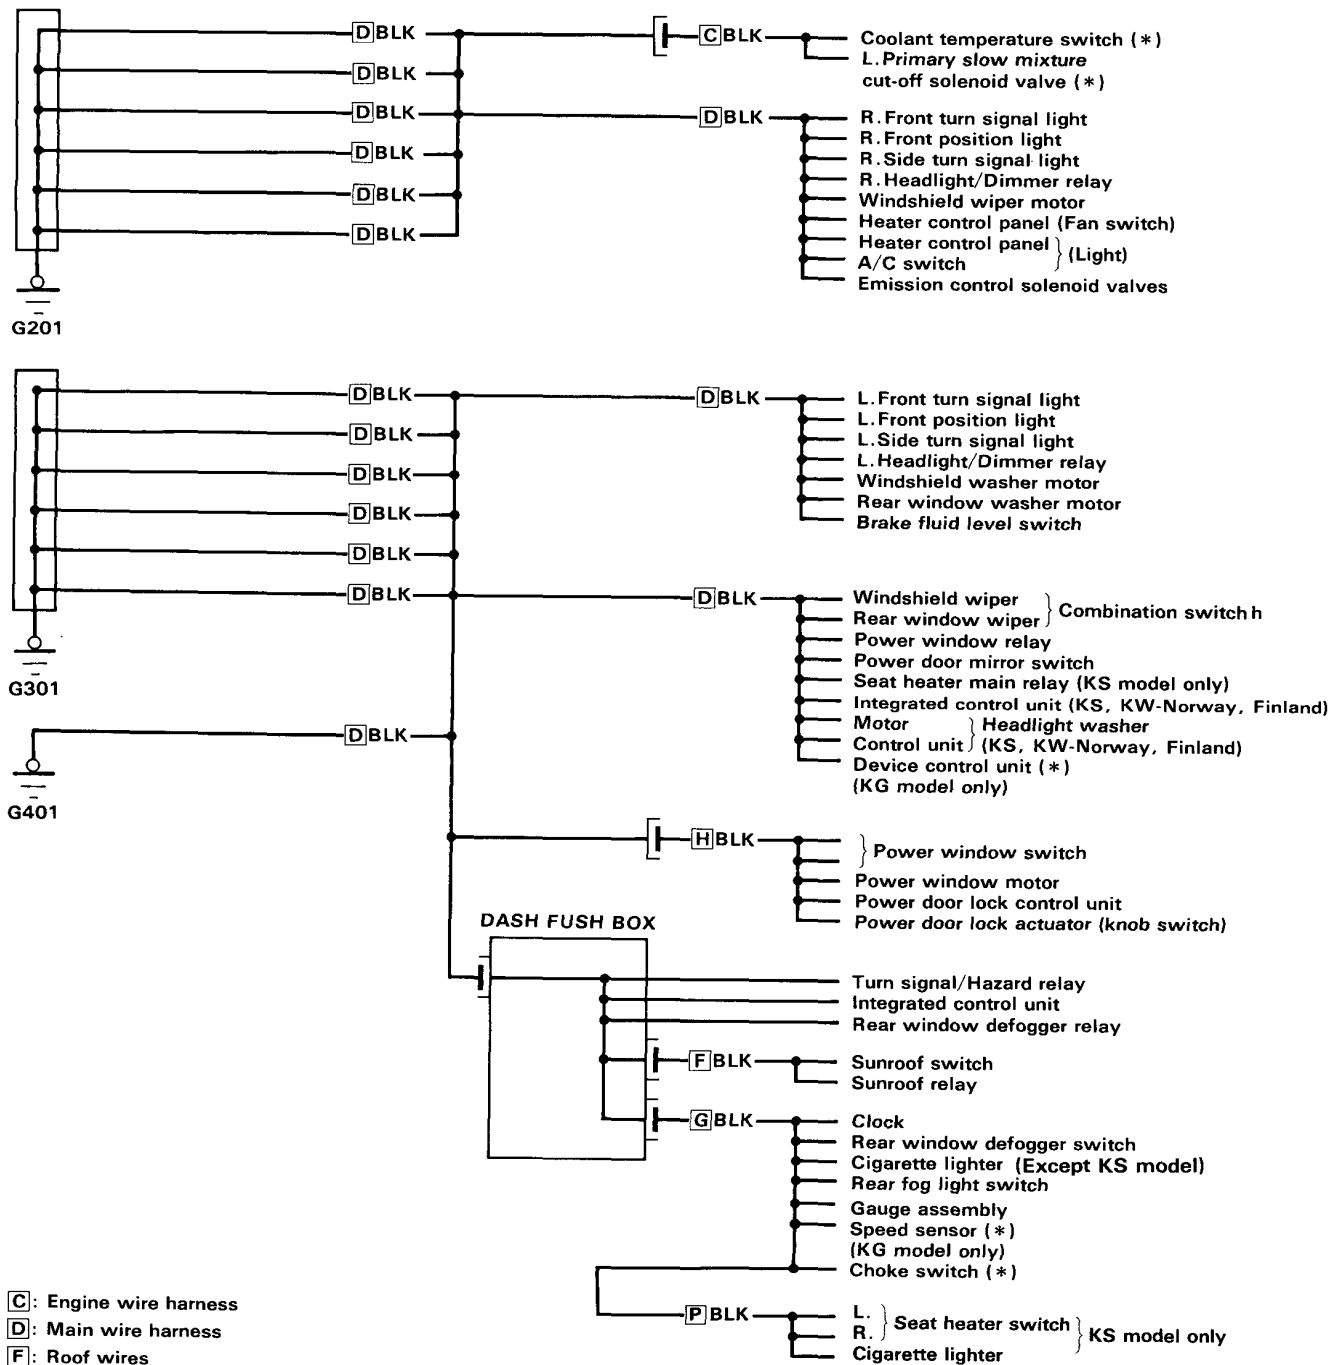 D BLK
C BLK
Coolant temperature switch (*)
L.Primary slow mixture
cut-off solenoid valve (*)
D BLK
D BLK
D BLK
R.Front turn signal light
R.Front position light
D BLK
R.Side turn signal light
R.Headlight/Dimmer relay
D BLK
Windshield wiper motor
Heater control panel (Fan switch)
D BLK
Heater control panel
(Light)
A/C switch
Emission control solenoid valves
G201
D BLK
D BLK
L.Front turn signal light
L.Front position light
D BLK
L.Side turn signal light
L.Headlight/Dimmer relay
D BLK
Windshield washer motor
Rear window washer motor
D BLK
Brake fluid level switch
D BLK
D BLK
D BLK
Windshield wiper
Rear window wiper
Combination switch h
Power window relay
Power door mirror switch
G301
Seat heater main relay (KS model only)
Integrated control unit (KS, KW-Norway, Finland)
D BLK
Motor
Headlight washer
Control unit
(KS, KW-Norway, Finland)
Device control unit (*)
(KG model only)
G401
H BLK
Power window switch
Power window motor
Power door lock control unit
Power door lock actuator (knob switch)
DASH FUSH BOX
Turn signal/Hazard relay
Integrated control unit
Rear window defogger relay
F BLK
Sunroof switch
Sunroof relay
G BLK
Clock
Rear window defogger switch
Cigarette lighter (Except KS model)
Rear fog light switch
Gauge assembly
Speed sensor (*)
(KG model only)
Choke switch (*)
P BLK
L.
R.
Seat heater switch
KS model only
Cigarette lighter
C : Engine wire harness
D : Main wire harness
F : Roof wires